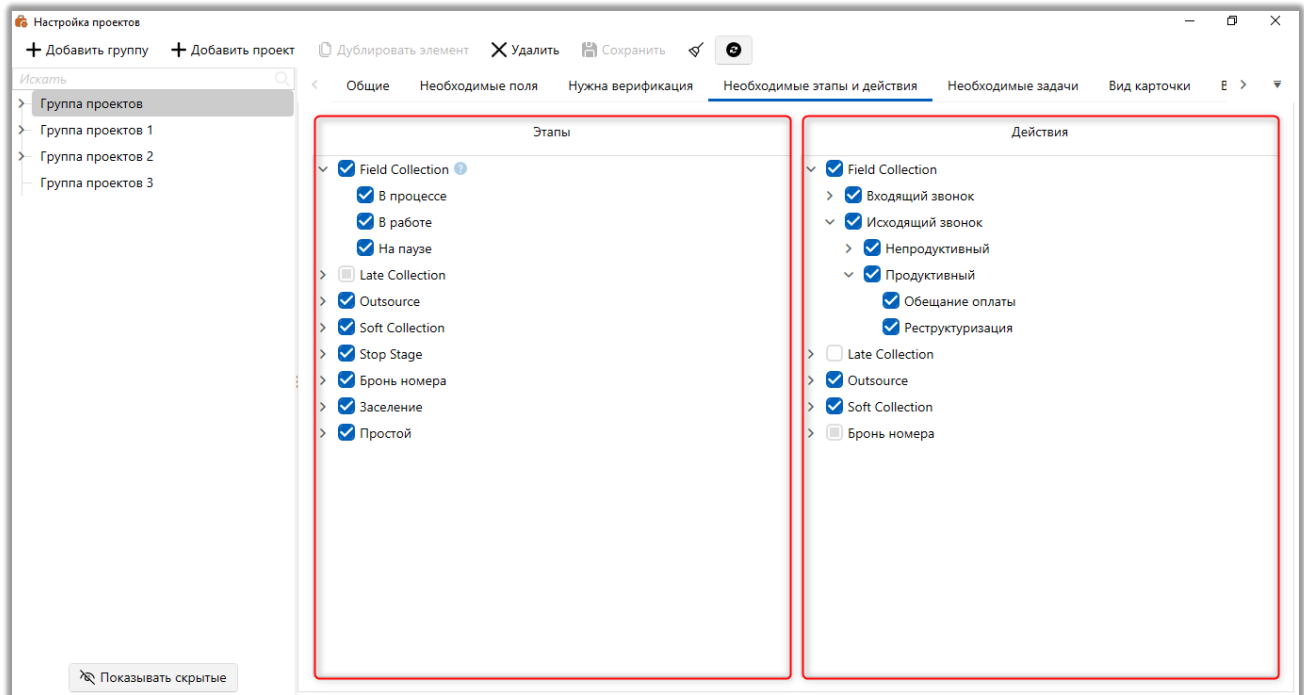 Настройка проектов
Добавить группу Добавить проект Дублировать элемент Удалить Сохранить
Искать
Общие Необходимые поля Нужна верификация Необходимые этапы и действия Необходимые задачи Вид карточки
Группа проектов
Группа проектов 1
Группа проектов 2
Группа проектов 3
Этапы
Field Collection ?
В процессе
В работе
На паузе
Late Collection
Outsource
Soft Collection
Stop Stage
Бронь номера
Заселение
Простой
Действия
Field Collection
Входящий звонок
Исходящий звонок
Непродуктивный
Продуктивный
Обещание оплаты
Реструктуризация
Late Collection
Outsource
Soft Collection
Бронь номера
Показывать скрытые